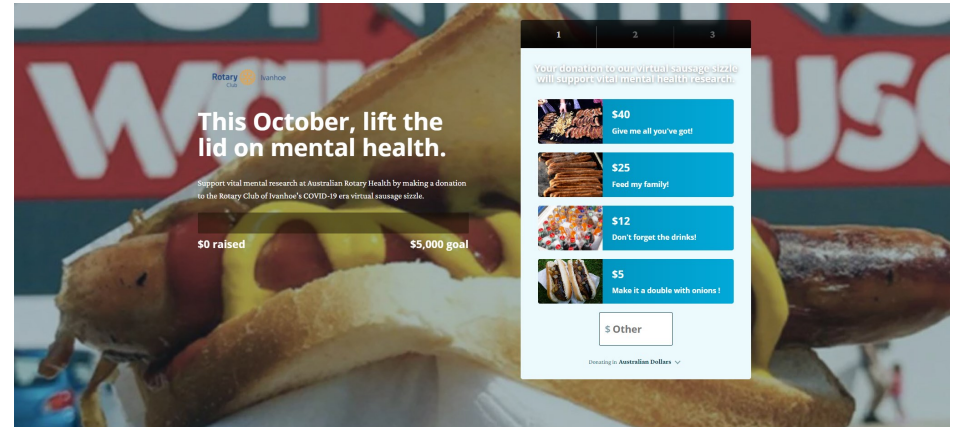 Rotary
Club
Ivanhoe
This October, lift the
lid on mental health.
Support vital mental research at Australian Rotary Health by making a donation
to the Rotary Club of Ivanhoe's COVID-19 era virtual sausage sizzle.
$0 raised
$5,000 goal
1
2
3
Your donation to our virtual sausage sizzle
will support vital mental health research.
$40
Give me all you've got!
$25
Feed my family!
$12
Don't forget the drinks!
$5
Make it a double with onions !
$ Other
Donating in Australian Dollars